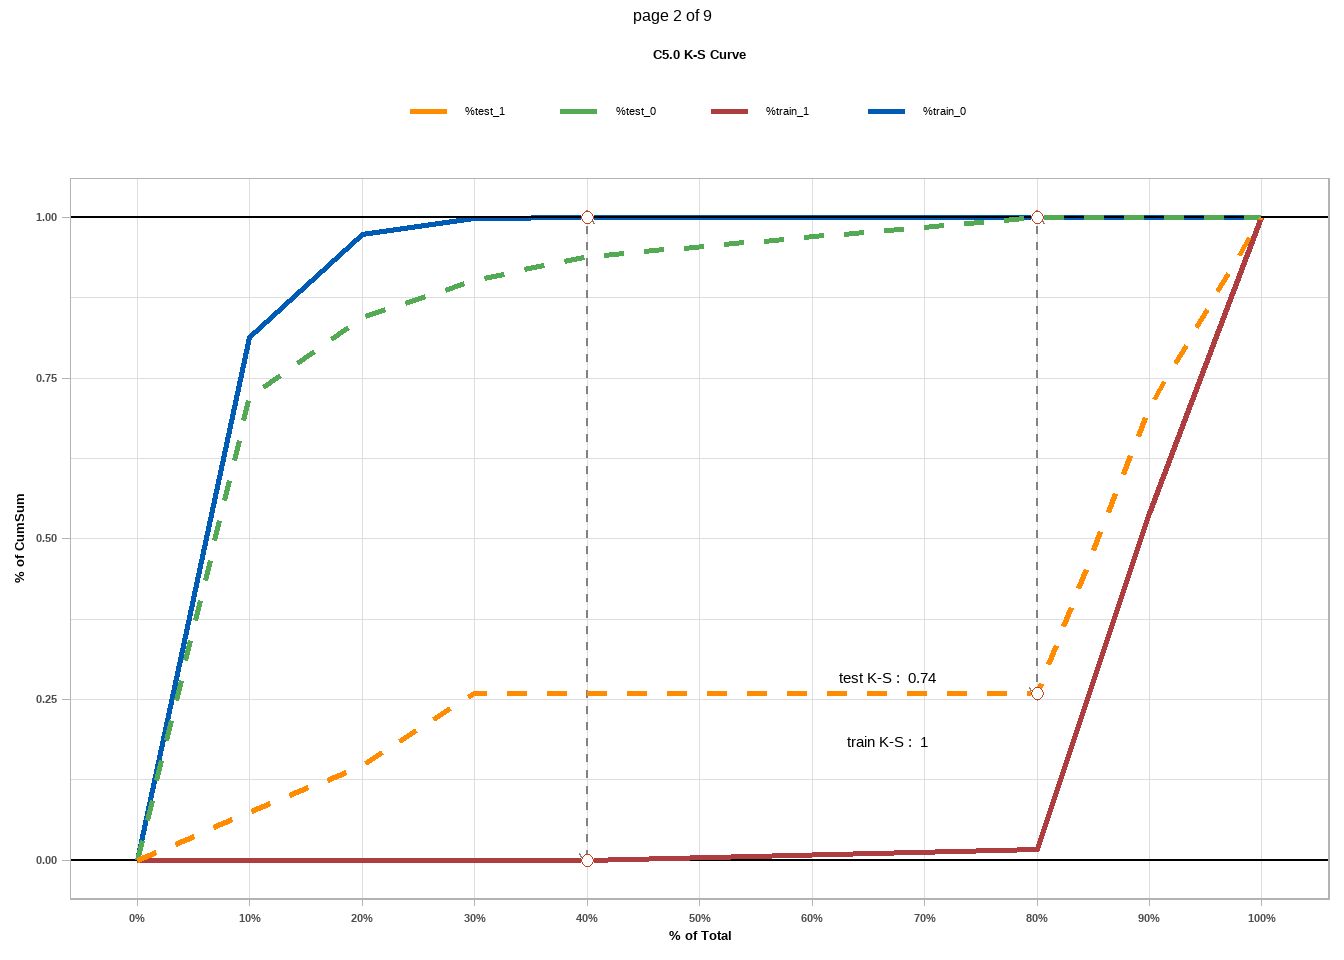 page 2 of 9
C5.0 K-S Curve
%test_1 %test_0 %train_1 %train_0
1.00
0.75
0.50
0.25
0.00
% of CumSum
test K-S : 0.74
train K-S : 1
0% 10% 20% 30% 40% 50% 60% 70% 80% 90% 100%
% of Total